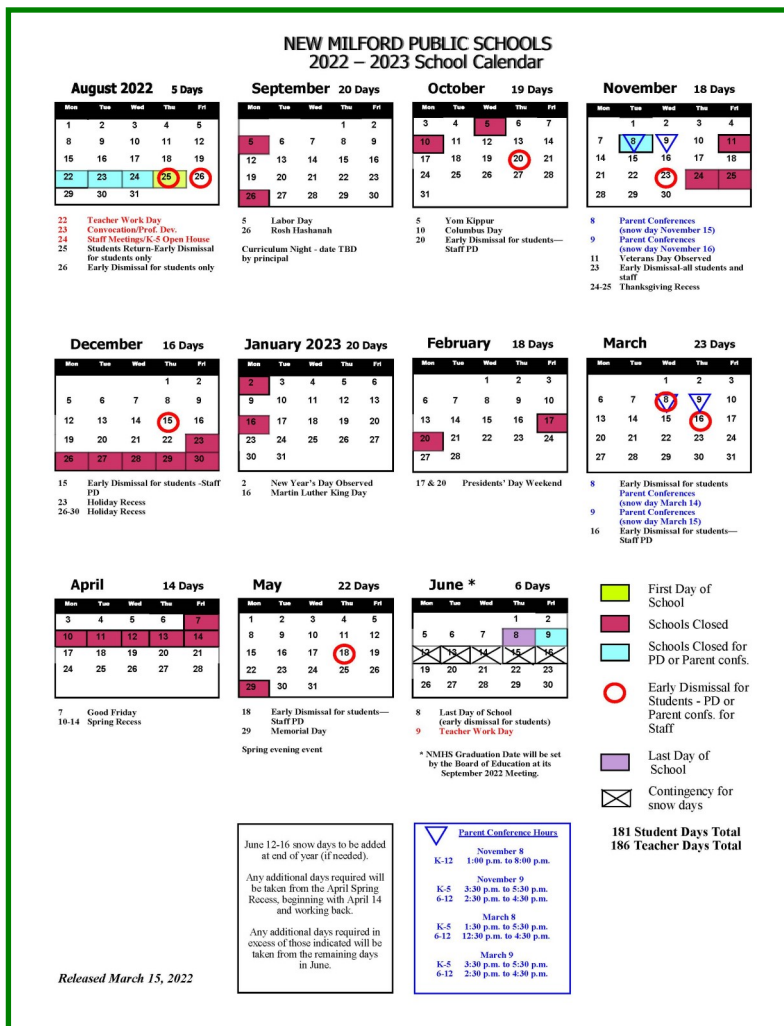 NEW MILFORD PUBLIC SCHOOLS
2022 – 2023 School Calendar
August 2022 5 Days
Mon Tue Wed Thu Fri
1 2 3 4 5
8 9 10 11 12
15 16 17 18 19
22 23 24 25 26
29 30 31
22 Teacher Work Day
23 Convocation/Prof. Dev.
24 Staff Meetings/K-5 Open House
25 Students Return-Early Dismissal
for students only
26 Early Dismissal for students only
September 20 Days
Mon Tue Wed Thu Fri
1 2
5 6 7 8 9
12 13 14 15 16
19 20 21 22 23
26 27 28 29 30
5 Labor Day
26 Rosh Hashanah
Curriculum Night - date TBD
by principal
October 19 Days
Mon Tue Wed Thu Fri
3 4 5 6 7
10 11 12 13 14
17 18 19 20 21
24 25 26 27 28
31
5 Yom Kippur
10 Columbus Day
20 Early Dismissal for students—
Staff PD
November 18 Days
Mon Tue Wed Thu Fri
1 2 3 4
7 8 9 10 11
14 15 16 17 18
21 22 23 24 25
28 29 30
8 Parent Conferences
(snow day November 15)
9 Parent Conferences
(snow day November 16)
11 Veterans Day Observed
23 Early Dismissal-all students and
staff
24-25 Thanksgiving Recess
December 16 Days
Mon Tue Wed Thu Fri
1 2
5 6 7 8 9
12 13 14 15 16
19 20 21 22 23
26 27 28 29 30
15 Early Dismissal for students -Staff
PD
23 Holiday Recess
26-30 Holiday Recess
January 2023 20 Days
Mon Tue Wed Thu Fri
2 3 4 5 6
9 10 11 12 13
16 17 18 19 20
23 24 25 26 27
30 31
2 New Year's Day Observed
16 Martin Luther King Day
February 18 Days
Mon Tue Wed Thu Fri
1 2 3
6 7 8 9 10
13 14 15 16 17
20 21 22 23 24
27 28
17 & 20 Presidents' Day Weekend
March 23 Days
Mon Tue Wed Thu Fri
1 2 3
6 7 8 9 10
13 14 15 16 17
20 21 22 23 24
27 28 29 30 31
8 Early Dismissal for students
Parent Conferences
(snow day March 14)
9 Parent Conferences
(snow day March 15)
16 Early Dismissal for students—
Staff PD
April 14 Days
Mon Tue Wed Thu Fri
3 4 5 6 7
10 11 12 13 14
17 18 19 20 21
24 25 26 27 28
7 Good Friday
10-14 Spring Recess
May 22 Days
Mon Tue Wed Thu Fri
1 2 3 4 5
8 9 10 11 12
15 16 17 18 19
22 23 24 25 26
29 30 31
18 Early Dismissal for students—
Staff PD
29 Memorial Day
Spring evening event
June * 6 Days
Mon Tue Wed Thu Fri
1 2
5 6 7 8 9
12 13 14 15 16
19 20 21 22 23
26 27 28 29 30
8 Last Day of School
(early dismissal for students)
9 Teacher Work Day
* NMHS Graduation Date will be set
by the Board of Education at its
September 2022 Meeting.
First Day of
School
Schools Closed
Schools Closed for
PD or Parent confs.
Early Dismissal for
Students - PD or
Parent confs. for
Staff
Last Day of
School
Contingency for
snow days
181 Student Days Total
186 Teacher Days Total
June 12-16 snow days to be added
at end of year (if needed).
Any additional days required will
be taken from the April Spring
Recess, beginning with April 14
and working back.
Any additional days required in
excess of those indicated will be
taken from the remaining days
in June.
Parent Conference Hours
November 8
K-12 1:00 p.m. to 8:00 p.m.
November 9
K-5 3:30 p.m. to 5:30 p.m.
6-12 2:30 p.m. to 4:30 p.m.
March 8
K-5 1:30 p.m. to 5:30 p.m.
6-12 12:30 p.m. to 4:30 p.m.
March 9
K-5 3:30 p.m. to 5:30 p.m.
6-12 2:30 p.m. to 4:30 p.m.
Released March 15, 2022